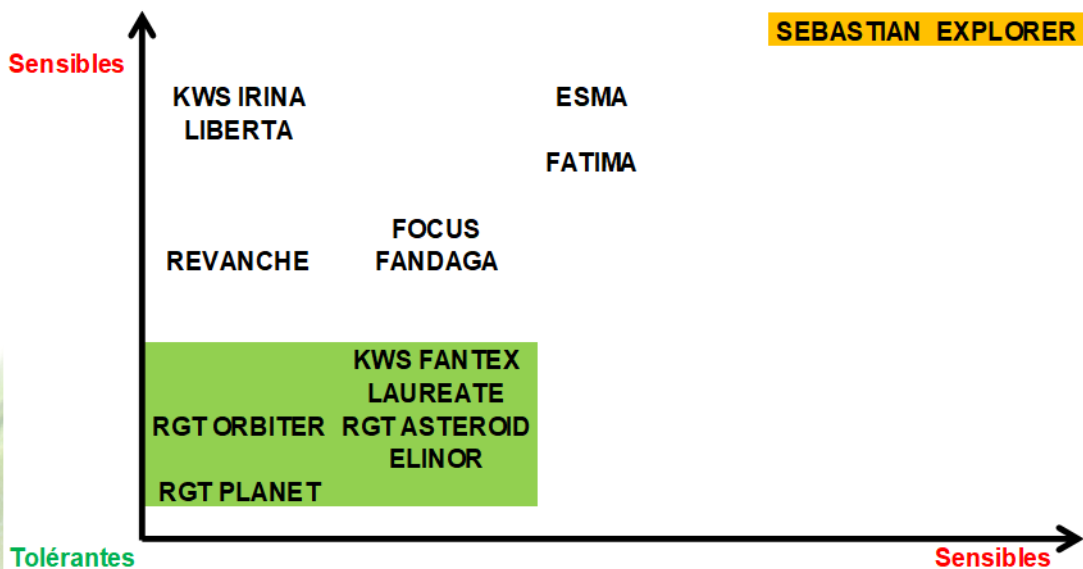 SEBASTIAN EXPLORER
Sensibles
KWS IRINA ESMA
LIBERTA
FATIMA
FOCUS
REVANCHE FANDAGA
KWS FANTEX
LAUREATE
RGT ORBITER RGT ASTEROID
ELINOR
RGT PLANET
Tolérantes Sensibles